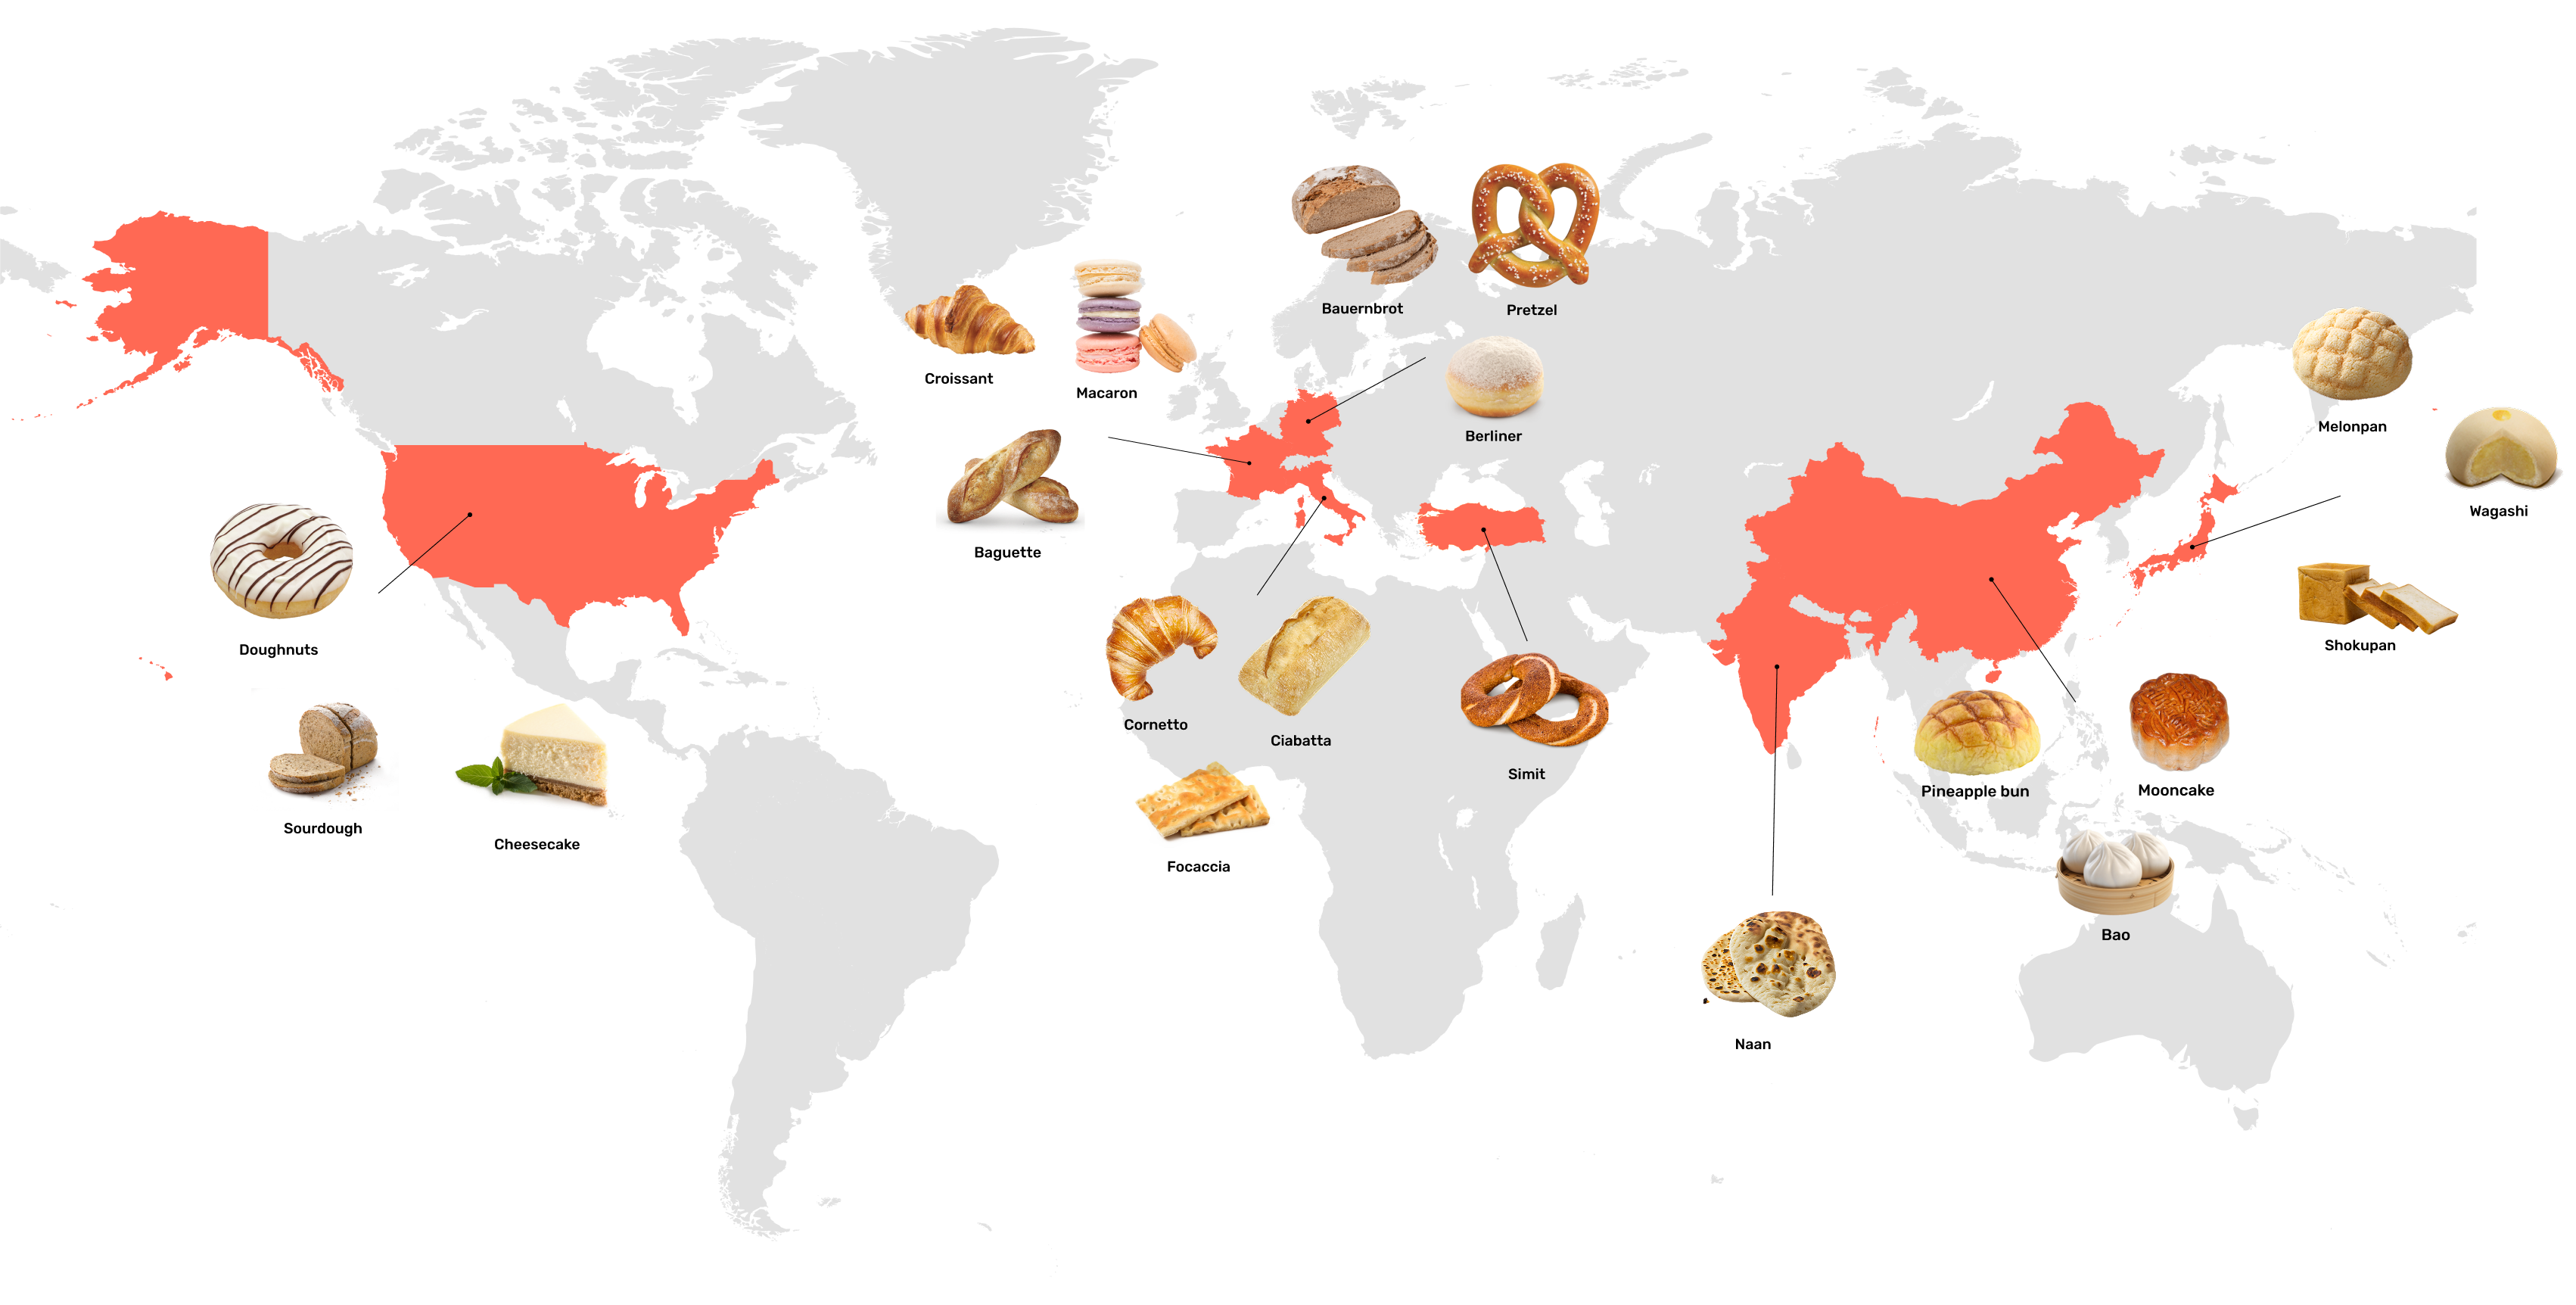 Bauernbrot
Pretzel
Croissant
Macaron
Berliner
Melonpan
Wagashi
Baguette
Doughnuts
Shokupan
Cornetto
Ciabatta
Simit
Pineapple bun
Mooncake
Sourdough
Cheesecake
Focaccia
Bao
Naan